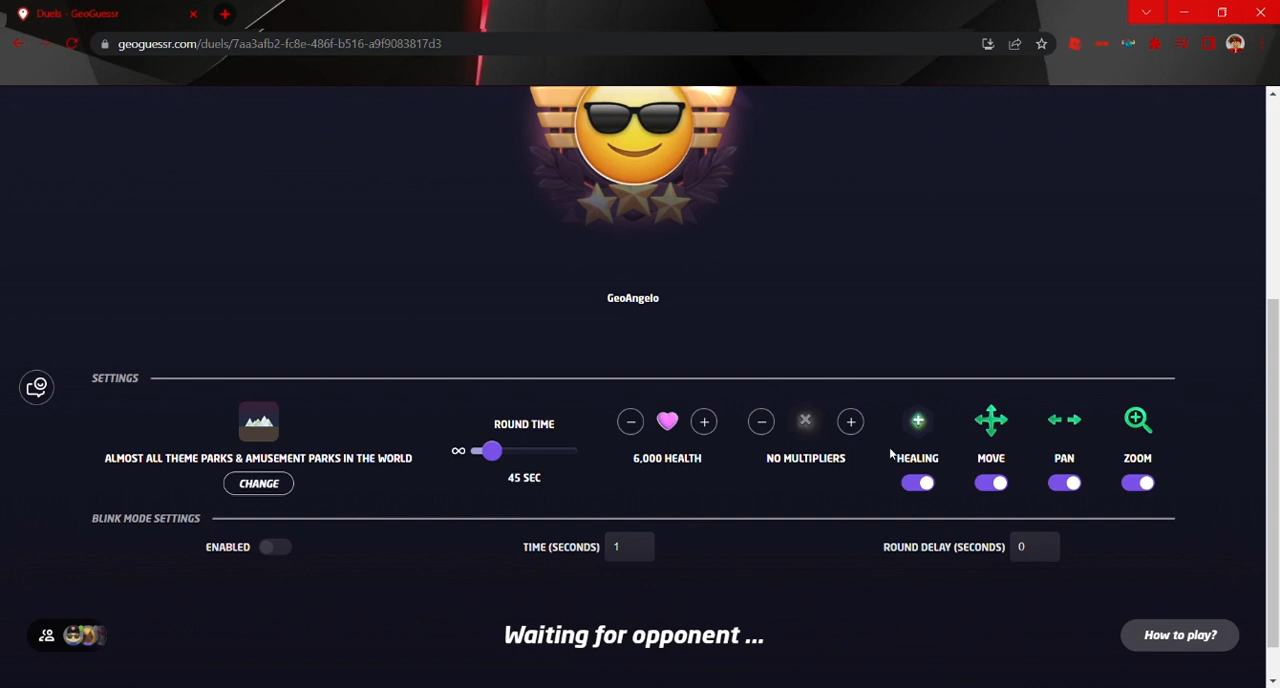 Duels - GeoGuessr
geoguessr.com/duels/7aa3afb2-fc8e-486f-b516-a9f9083817d3
GeoAngelo
SETTINGS
ALMOST ALL THEME PARKS & AMUSEMENT PARKS IN THE WORLD
CHANGE
ROUND TIME
45 SEC
6,000 HEALTH
NO MULTIPLIERS
HEALING
MOVE
PAN
ZOOM
BLINK MODE SETTINGS
ENABLED
TIME (SECONDS) 1
ROUND DELAY (SECONDS) 0
Waiting for opponent ...
How to play?